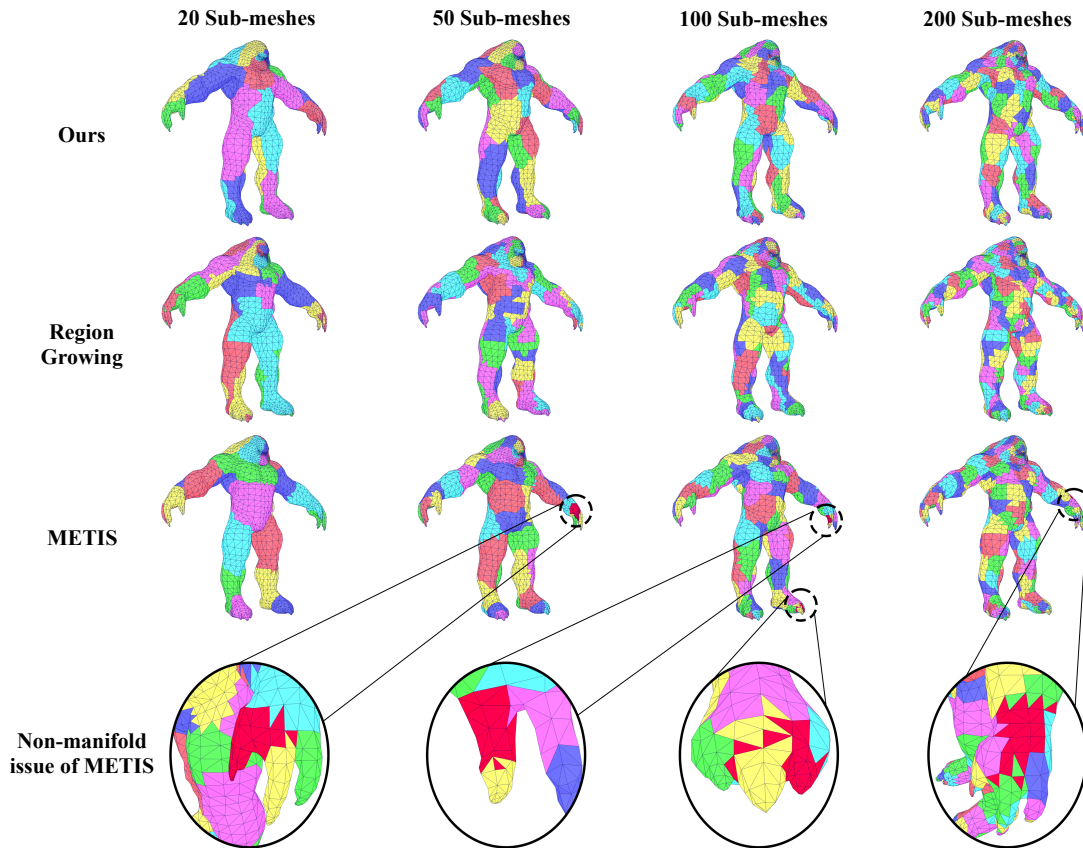 20 Sub-meshes
50 Sub-meshes
100 Sub-meshes
200 Sub-meshes
Ours
Region
Growing
METIS
Non-manifold
issue of METIS